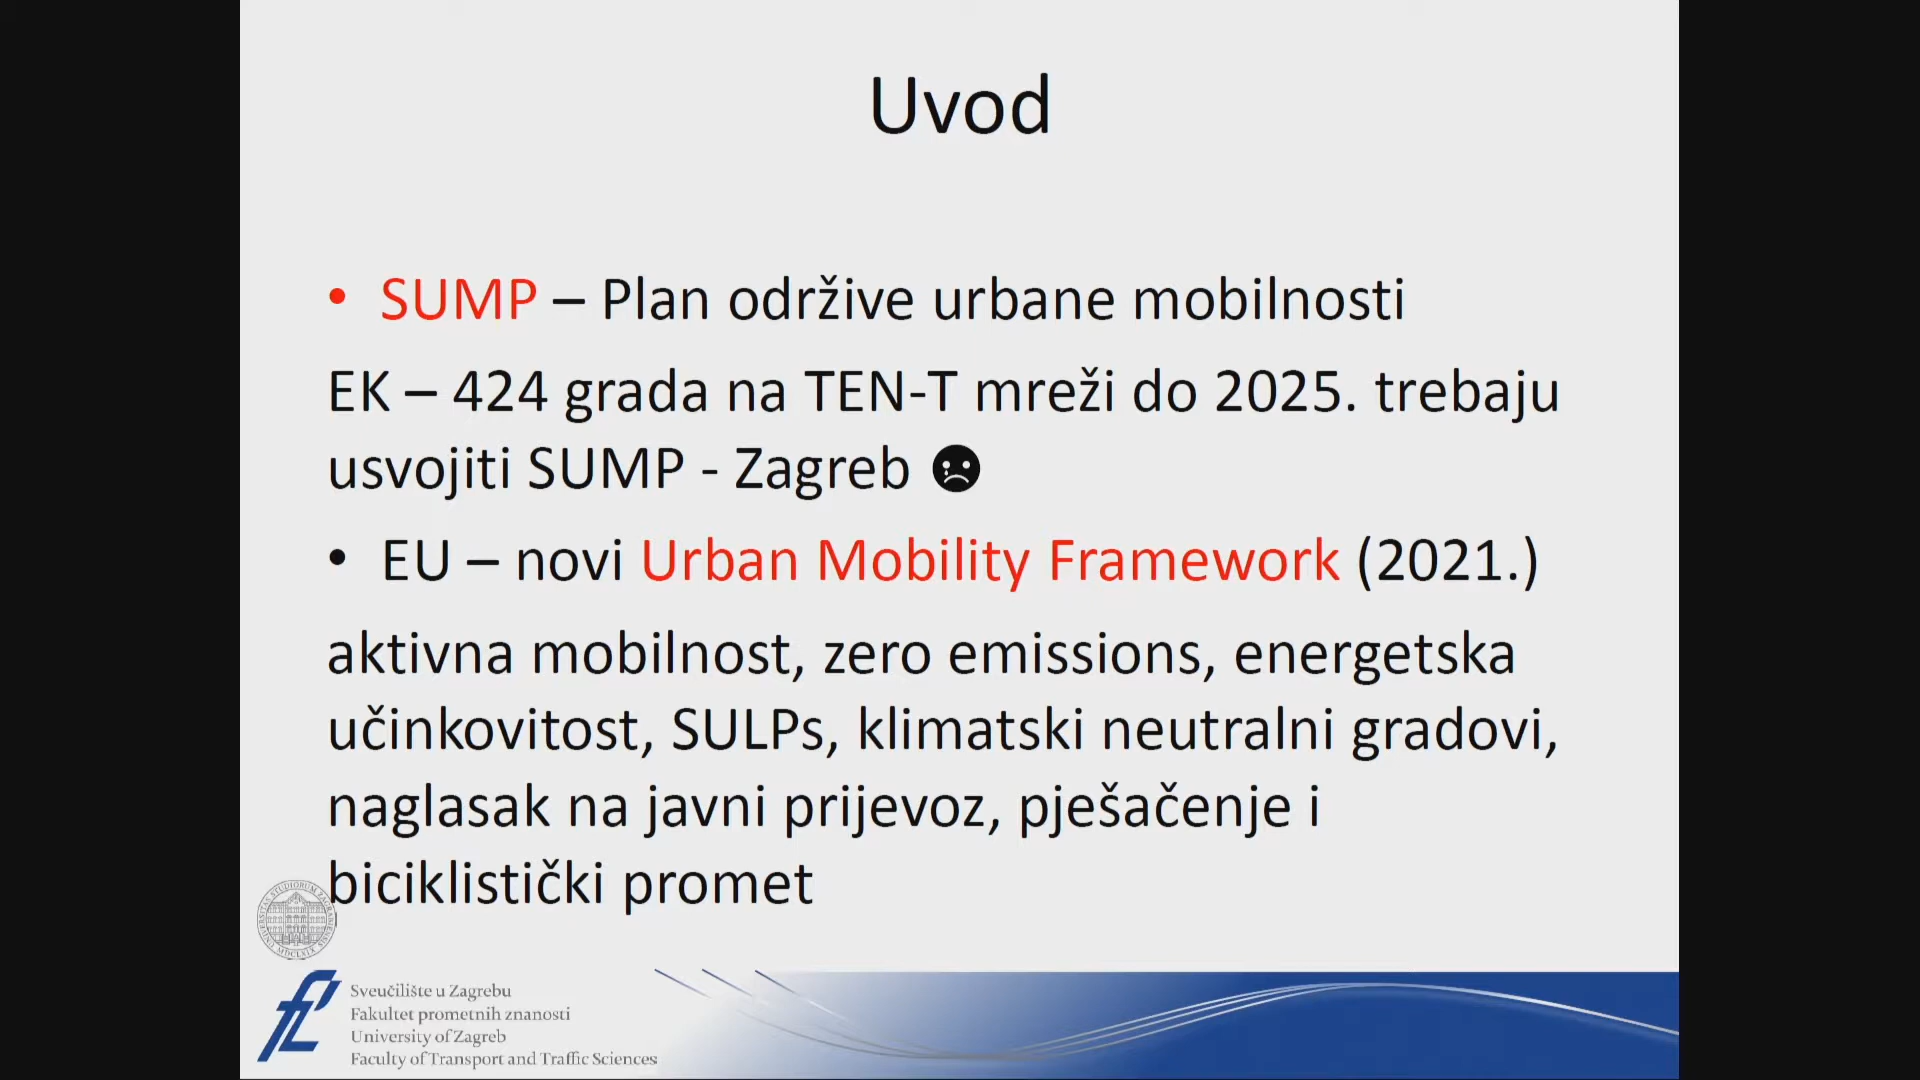 Uvod
• SUMP – Plan održive urbane mobilnosti
EK – 424 grada na TEN-T mreži do 2025. trebaju
usvojiti SUMP - Zagreb 😢
• EU – novi Urban Mobility Framework (2021.)
aktivna mobilnost, zero emissions, energetska
učinkovitost, SULPs, klimatski neutralni gradovi,
naglasak na javni prijevoz, pješačenje i
biciklistički promet
Sveučilište u Zagrebu
Fakultet prometnih znanosti
University of Zagreb
Faculty of Transport and Traffic Sciences